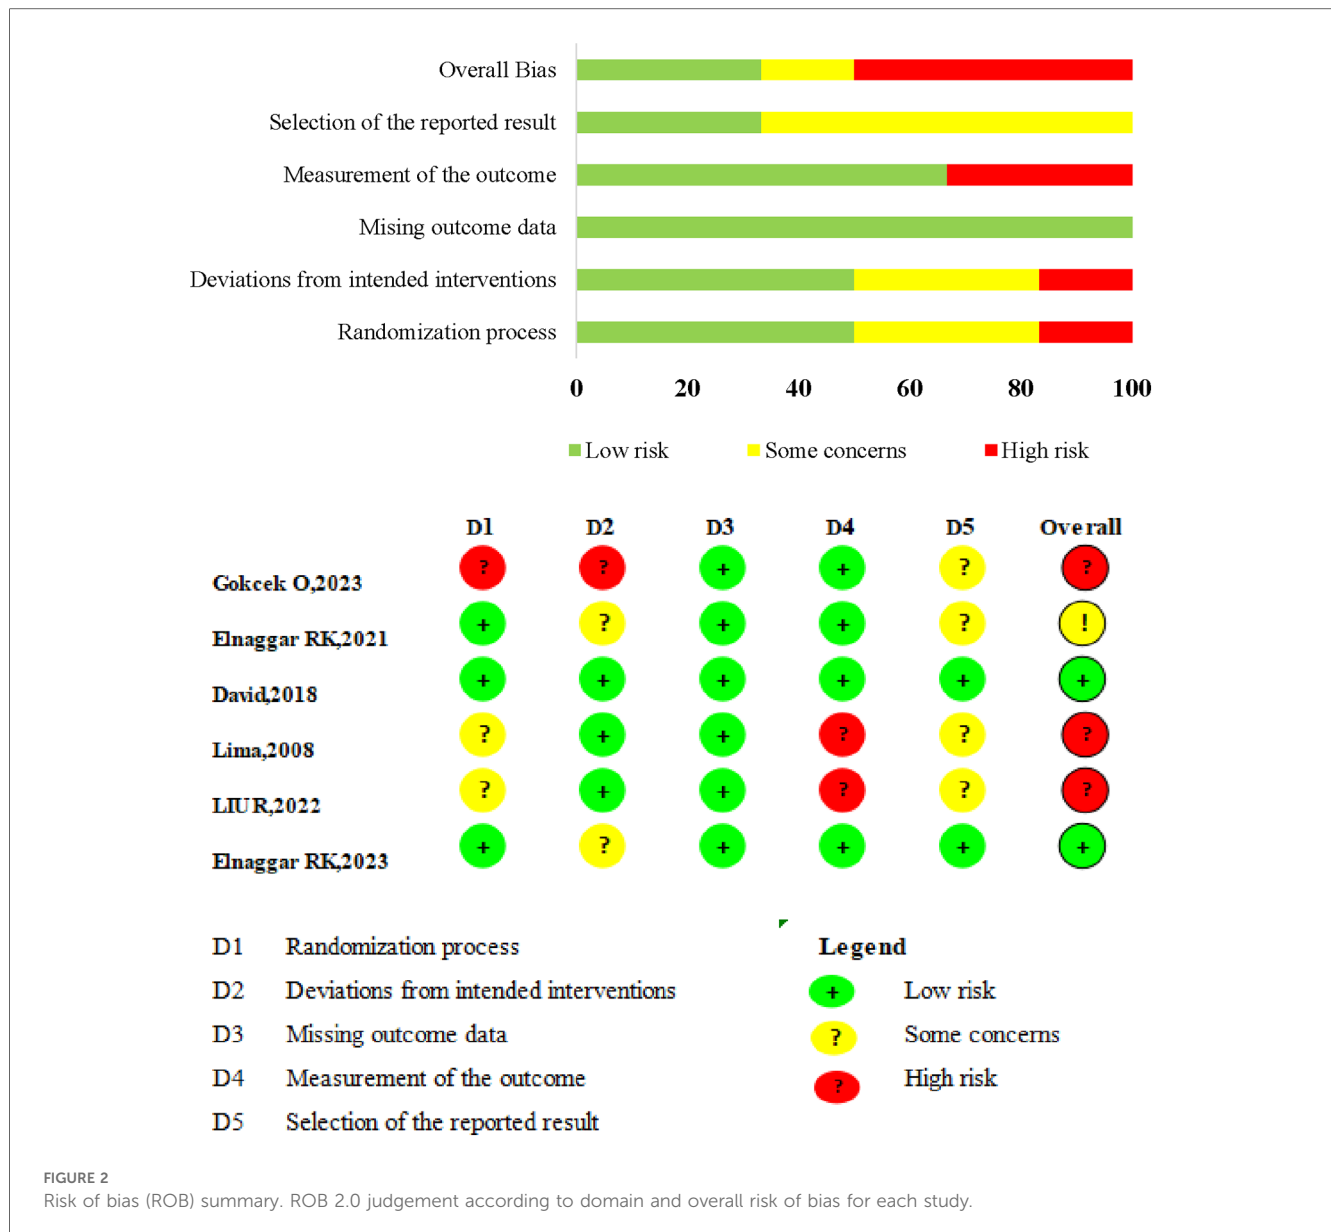 Overall Bias
Selection of the reported result
Measurement of the outcome
Mising outcome data
Deviations from intended interventions
Randomization process
0 20 40 60 80 100
Low risk Some concerns High risk
D1 D2 D3 D4 D5 Overall
Gokcek O,2023 ? ? + + ? ?
Elnaggar RK,2021 + ? + + ? !
David,2018 + + + + + +
Lima,2008 ? + + ? ? ?
LIUR,2022 ? + + ? ? ?
Elnaggar RK,2023 + ? + + + +
D1 Randomization process
D2 Deviations from intended interventions
D3 Missing outcome data
D4 Measurement of the outcome
D5 Selection of the reported result
Legend
+ Low risk
? Some concerns
? High risk
FIGURE 2
Risk of bias (ROB) summary. ROB 2.0 judgement according to domain and overall risk of bias for each study.